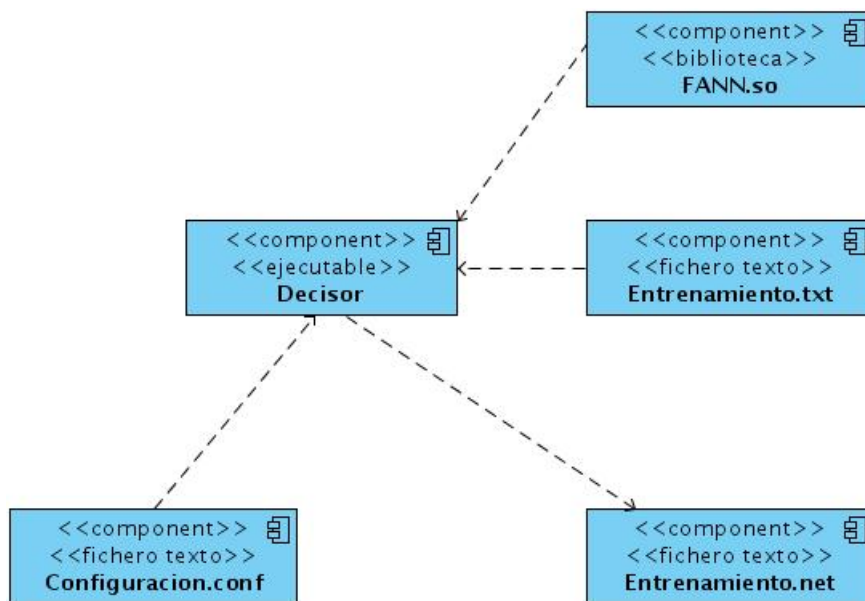 <<component>>
<<biblioteca>>
FANN.so
<<component>>
<<ejecutable>>
Decisor
<<component>>
<<fichero texto>>
Entrenamiento.txt
<<component>>
<<fichero texto>>
Configuracion.conf
<<component>>
<<fichero texto>>
Entrenamiento.net